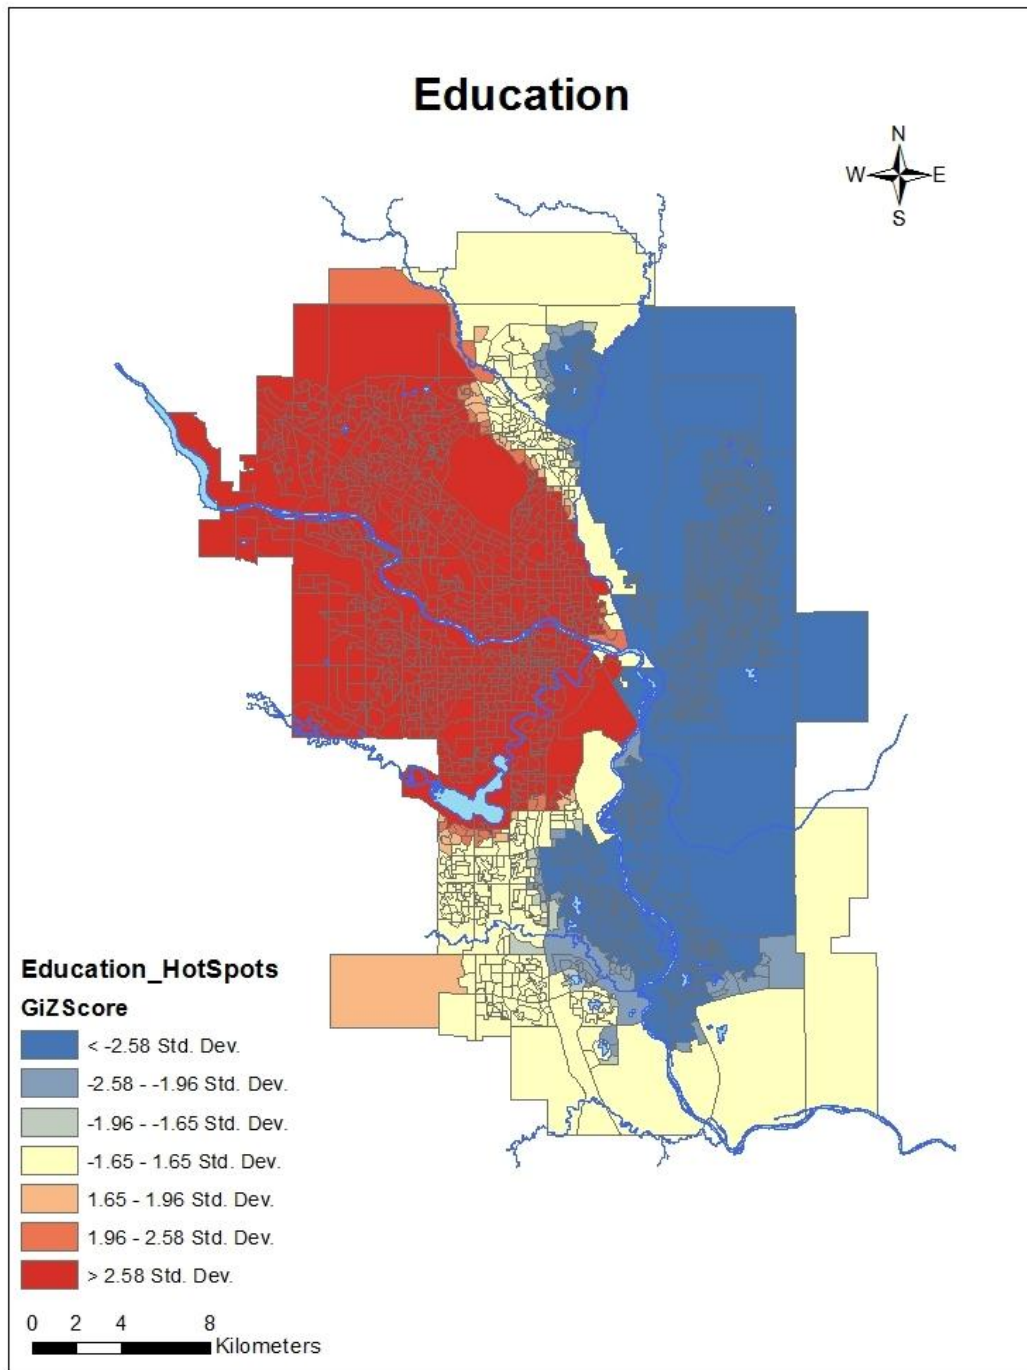 Education
N
W E
S
Education_HotSpots
GiZScore
< -2.58 Std. Dev.
-2.58 - -1.96 Std. Dev.
-1.96 - -1.65 Std. Dev.
-1.65 - 1.65 Std. Dev.
1.65 - 1.96 Std. Dev.
1.96 - 2.58 Std. Dev.
> 2.58 Std. Dev.
0 2 4 8
Kilometers